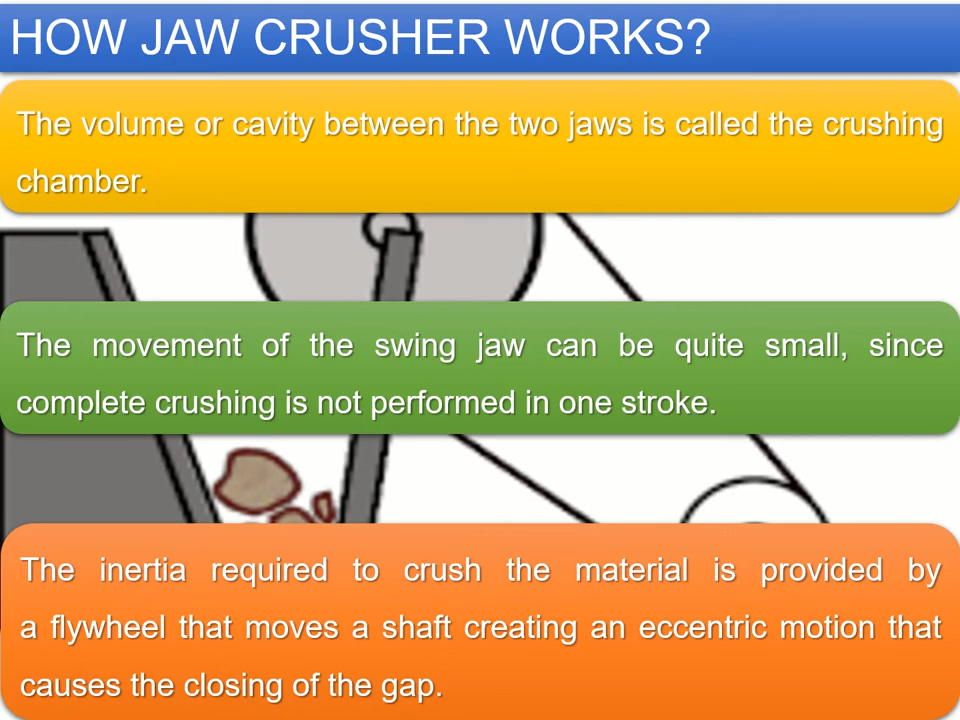 HOW JAW CRUSHER WORKS?
The volume or cavity between the two jaws is called the crushing
chamber.
The movement of the swing jaw can be quite small, since
complete crushing is not performed in one stroke.
The inertia required to crush the material is provided by
a flywheel that moves a shaft creating an eccentric motion that
causes the closing of the gap.